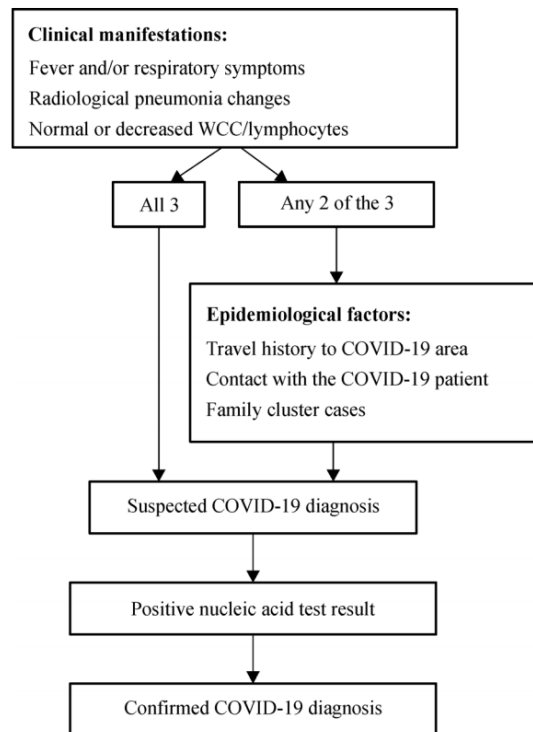 Clinical manifestations:
Fever and/or respiratory symptoms
Radiological pneumonia changes
Normal or decreased WCC/lymphocytes
All 3
Any 2 of the 3
Epidemiological factors:
Travel history to COVID-19 area
Contact with the COVID-19 patient
Family cluster cases
Suspected COVID-19 diagnosis
Positive nucleic acid test result
Confirmed COVID-19 diagnosis